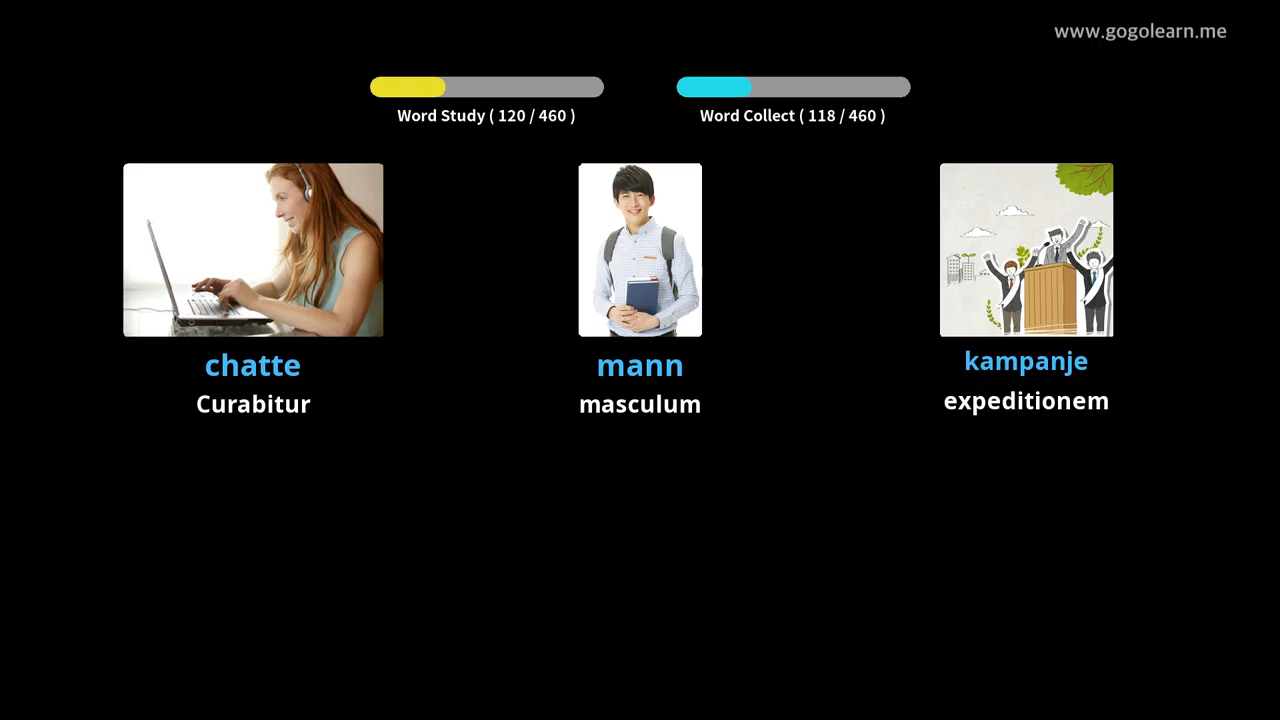 www.gogolearn.me
Word Study ( 120 / 460 )
Word Collect ( 118 / 460 )
chatte
Curabitur
mann
masculum
kampanje
expeditionem